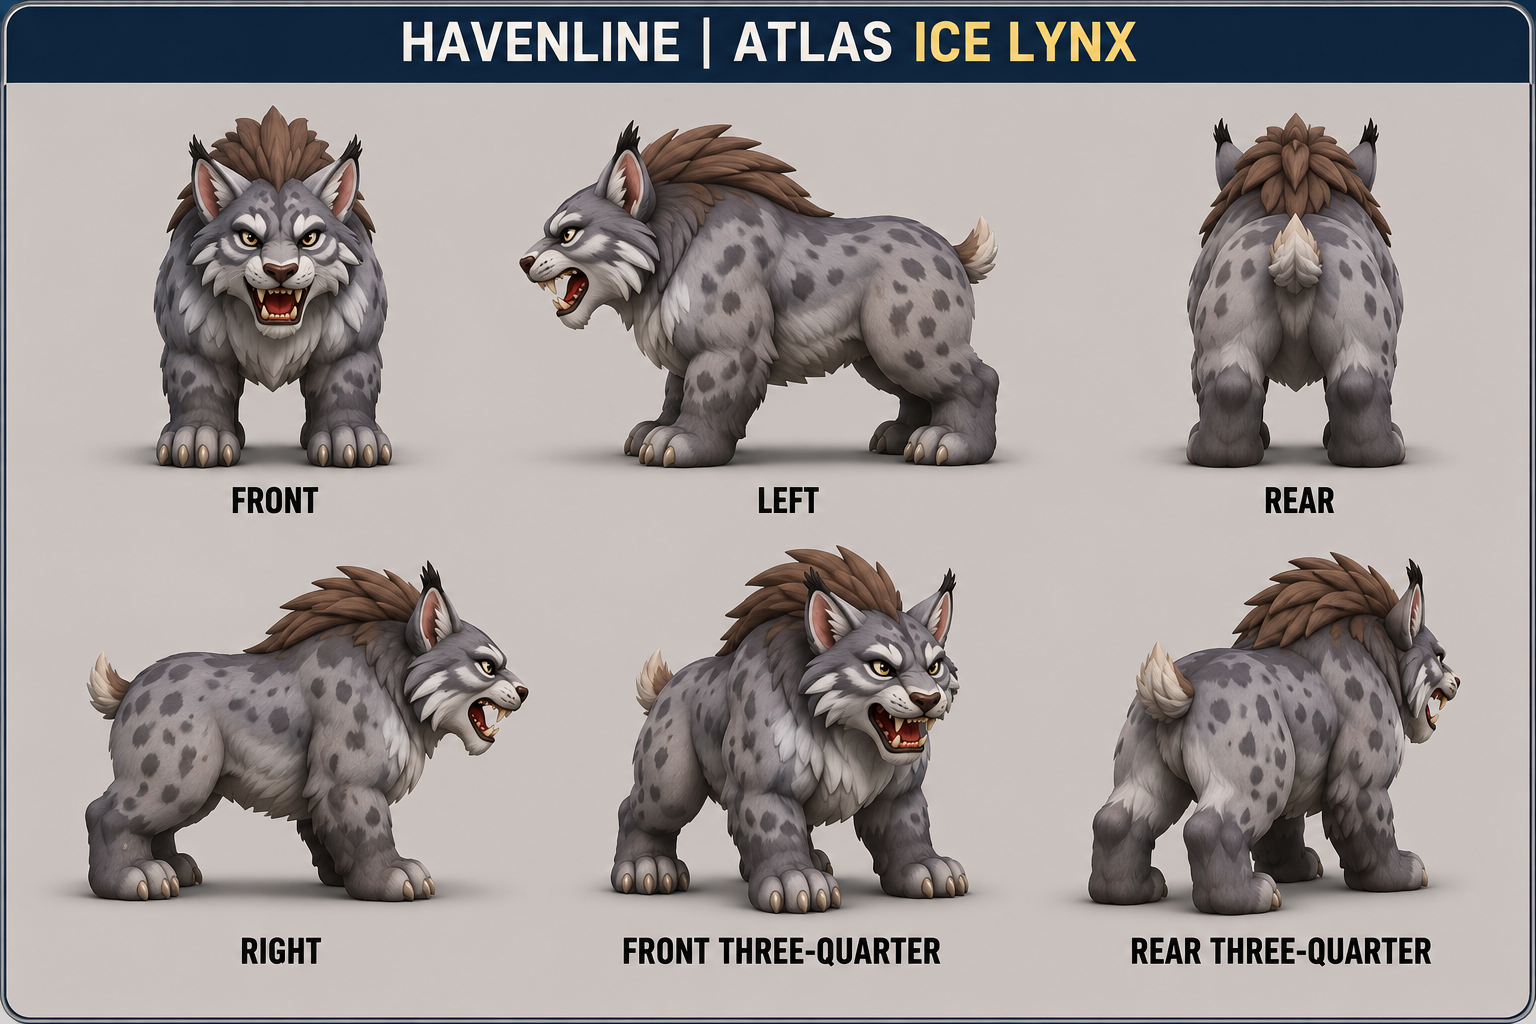 HAVENLINE | ATLAS ICE LYNX
FRONT
LEFT
REAR
RIGHT
FRONT THREE-QUARTER
REAR THREE-QUARTER